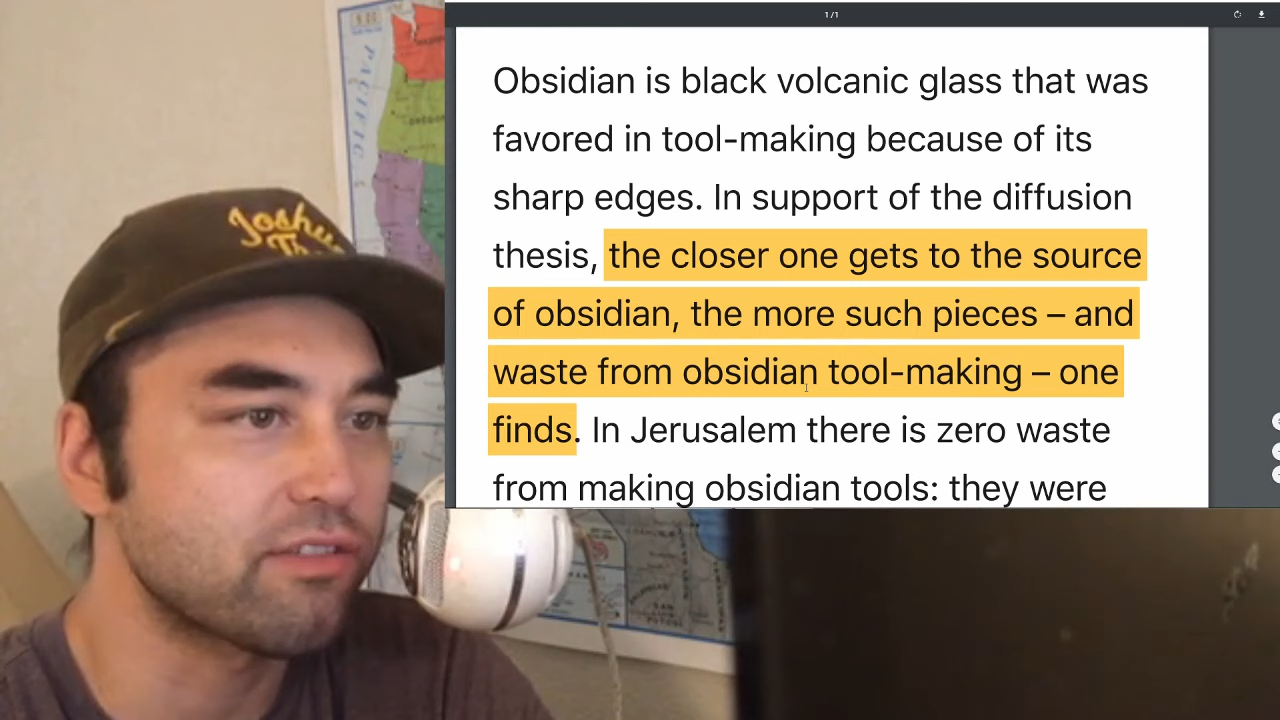 1/1
Obsidian is black volcanic glass that was
favored in tool-making because of its
sharp edges. In support of the diffusion
thesis, the closer one gets to the source
of obsidian, the more such pieces – and
waste from obsidian tool-making – one
finds. In Jerusalem there is zero waste
from making obsidian tools: they were
PACIFIC